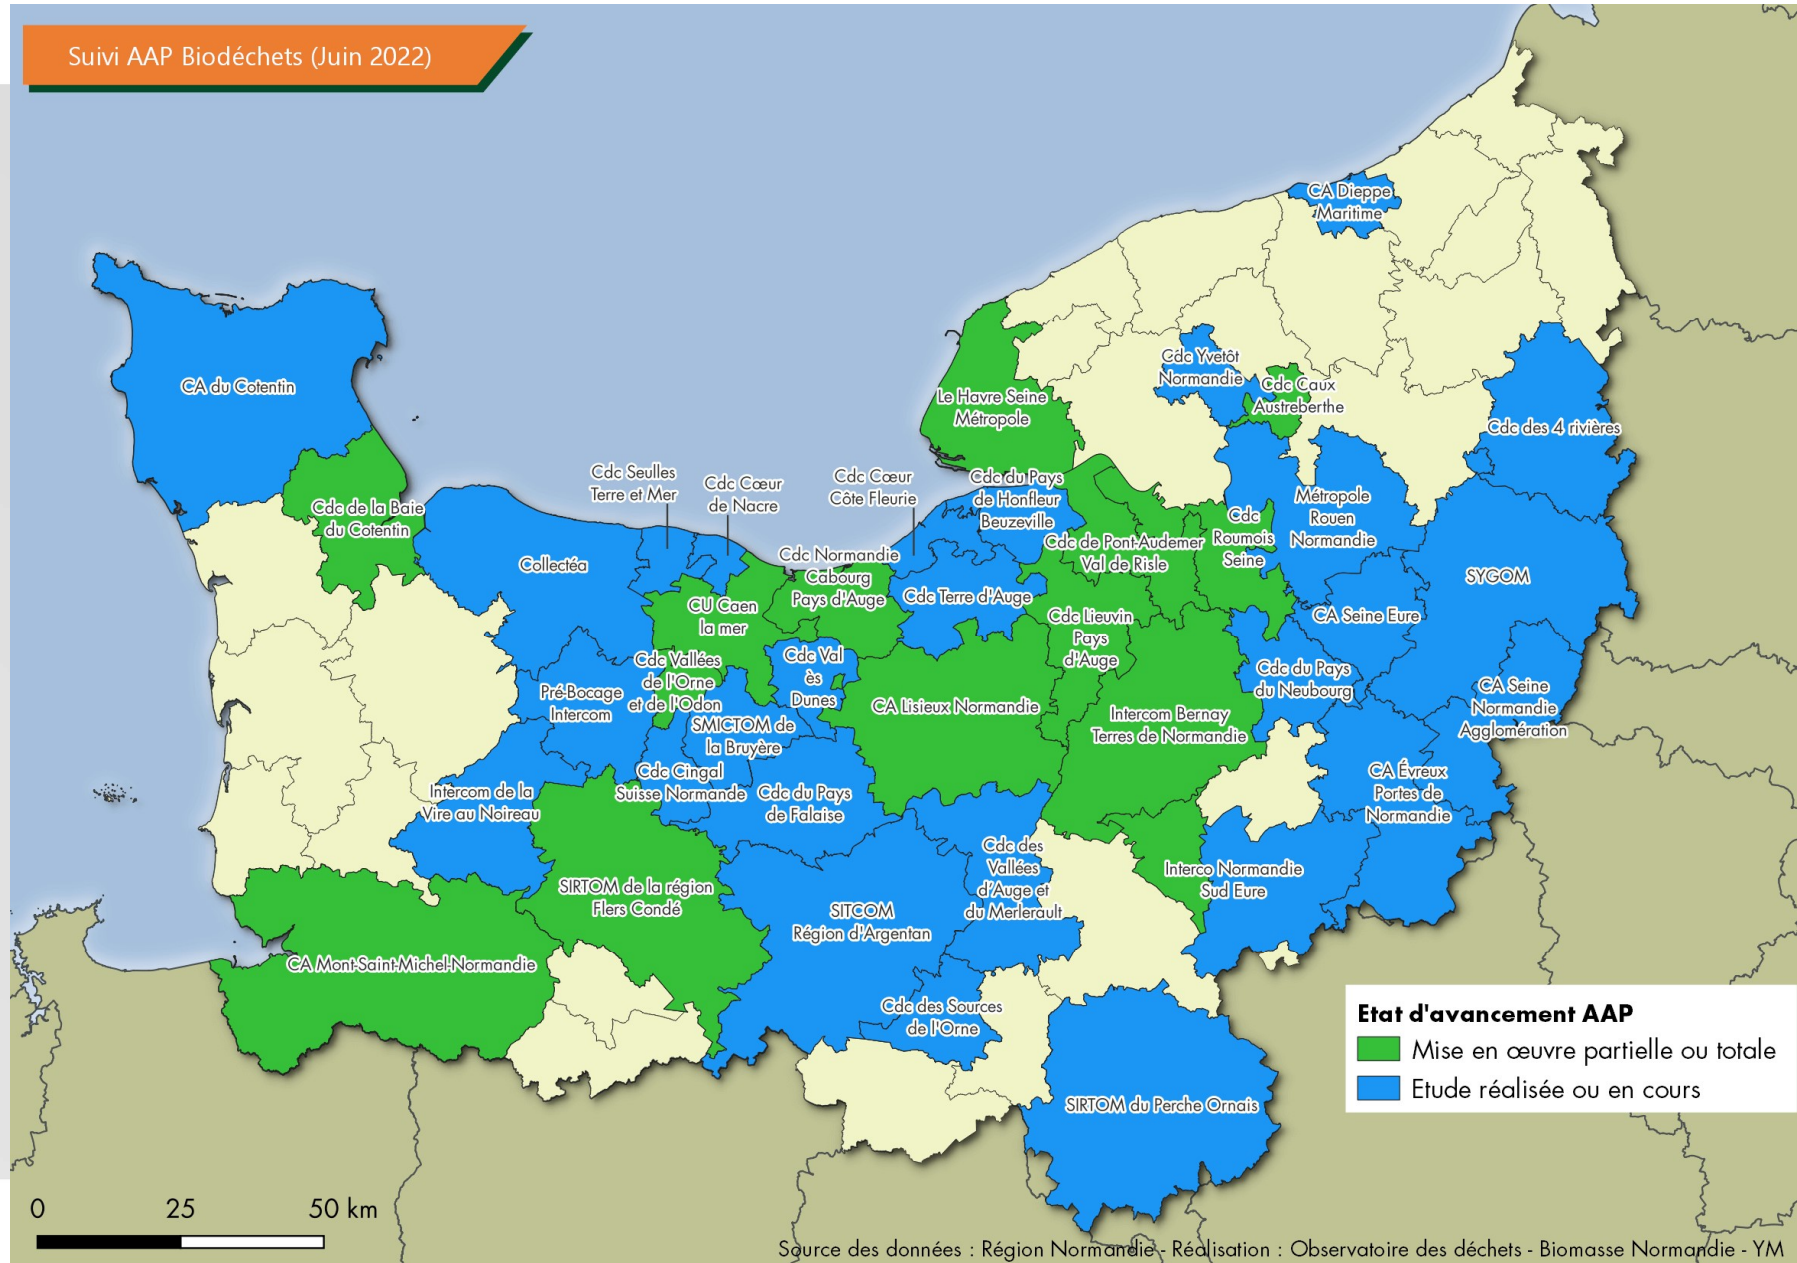 Suivi AAP Biodéchets (Juin 2022)
CA Dieppe
Maritime
CA du Cotentin
Cdc Yvetôt
Normandie
Cdc Caux
Austreberthe
Le Havre Seine
Métropole
Cdc des 4 rivières
Cdc de la Baie
du Cotentin
Cdc Seulles
Terre et Mer
Cdc Cœur
de Nacre
Cdc Cœur
Côte Fleurie
Cdc du Pays
de Honfleur
Beuzeville
Métropole
Rouen
Normandie
Cdc
Roumois
Seine
Collectéa
Cdc Normandie
Cabourg
Pays d'Auge
Cdc de Pont-Audemer
Val de Risle
SYGOM
CU Caen
la mer
Cdc Terre d'Auge
Cdc Lieuvin
Pays
d'Auge
CA Seine Eure
Cdc Vallées
de l'Orne
et de l'Odon
Cdc Val
ès
Dunes
Cdc du Pays
du Neubourg
Pré-Bocage
Intercom
CA Lisieux Normandie
Intercom Bernay
Terres de Normandie
CA Seine
Normandie
Agglomération
SMICTOM de
la Bruyère
Cdc Cingal
Suisse Normande
Cdc du Pays
de Falaise
Intercom de la
Vire au Noireau
CA Évreux
Portes de
Normandie
Cdc des
Vallées
d'Auge et
du Merlerault
Interco Normandie
Sud Eure
SIRTOM de la région
Flers Condé
SITCOM
Région d'Argentan
CA Mont-Saint-Michel-Normandie
Cdc des Sources
de l'Orne
SIRTOM du Perche Ornais
Etat d'avancement AAP
Mise en œuvre partielle ou totale
Etude réalisée ou en cours
0 25 50 km
Source des données : Région Normandie - Réalisation : Observatoire des déchets - Biomasse Normandie - YM